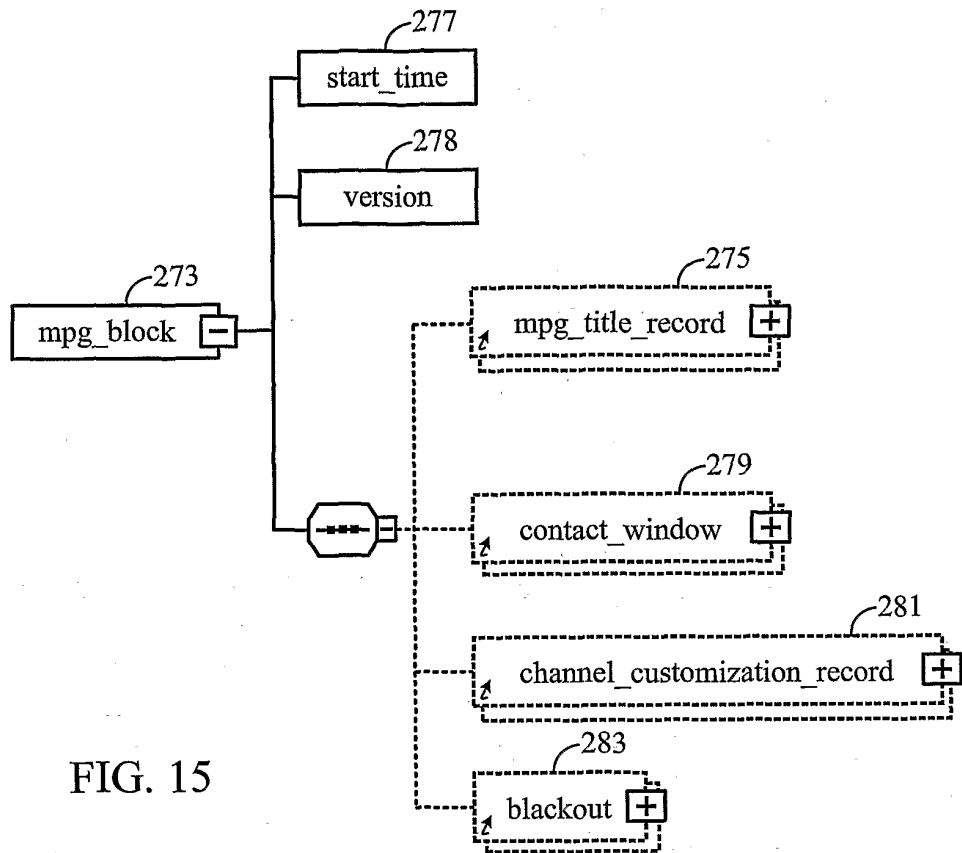 277
start_time
278
version
273
mpg_block
275
mpg_title_record
279
contact_window
281
channel_customization_record
283
blackout
FIG. 15